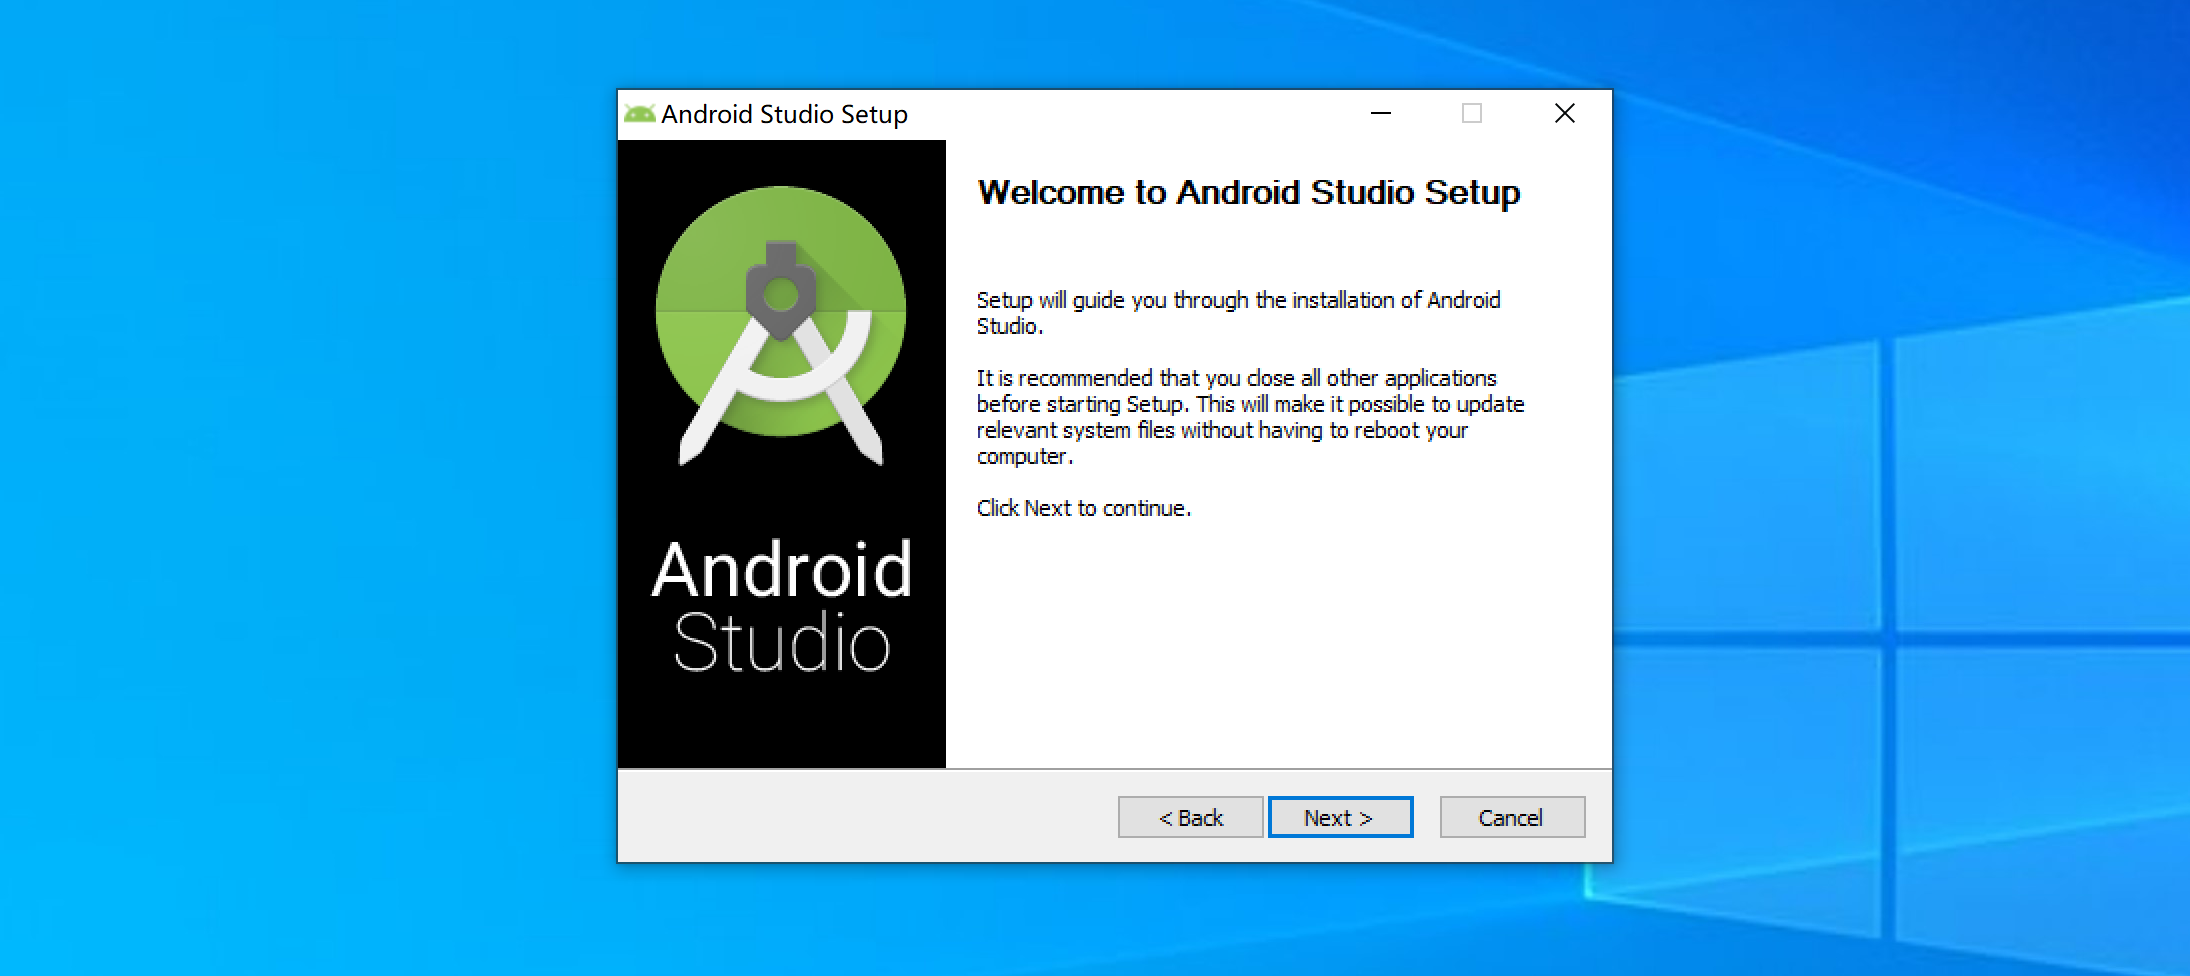 Android Studio Setup
Welcome to Android Studio Setup
Setup will guide you through the installation of Android
Studio.
It is recommended that you close all other applications
before starting Setup. This will make it possible to update
relevant system files without having to reboot your
computer.
Click Next to continue.
Android
Studio
< Back
Next >
Cancel